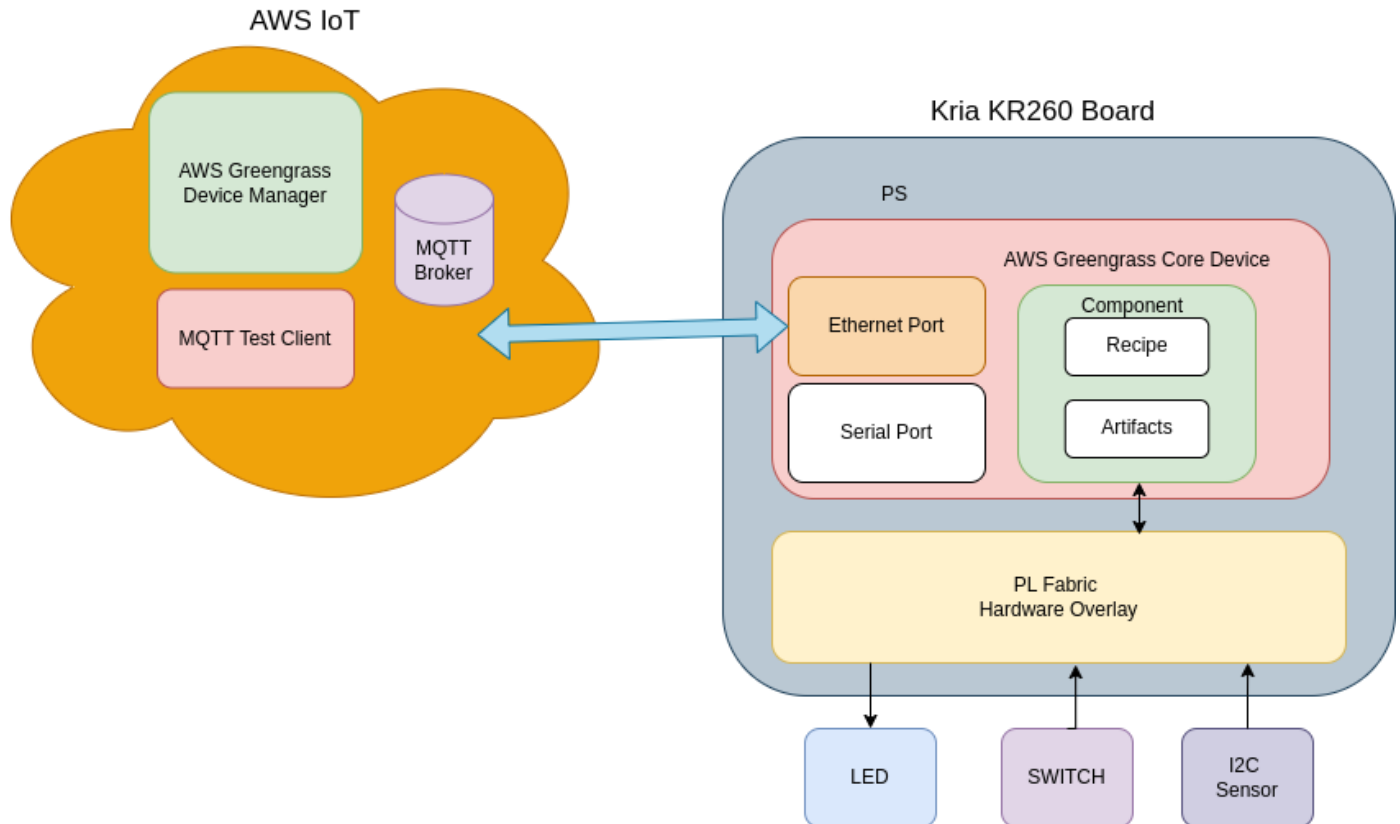 AWS IoT
AWS Greengrass
Device Manager
MQTT
Broker
MQTT Test Client
Kria KR260 Board
PS
AWS Greengrass Core Device
Ethernet Port
Serial Port
Component
Recipe
Artifacts
PL Fabric
Hardware Overlay
LED
SWITCH
I2C
Sensor